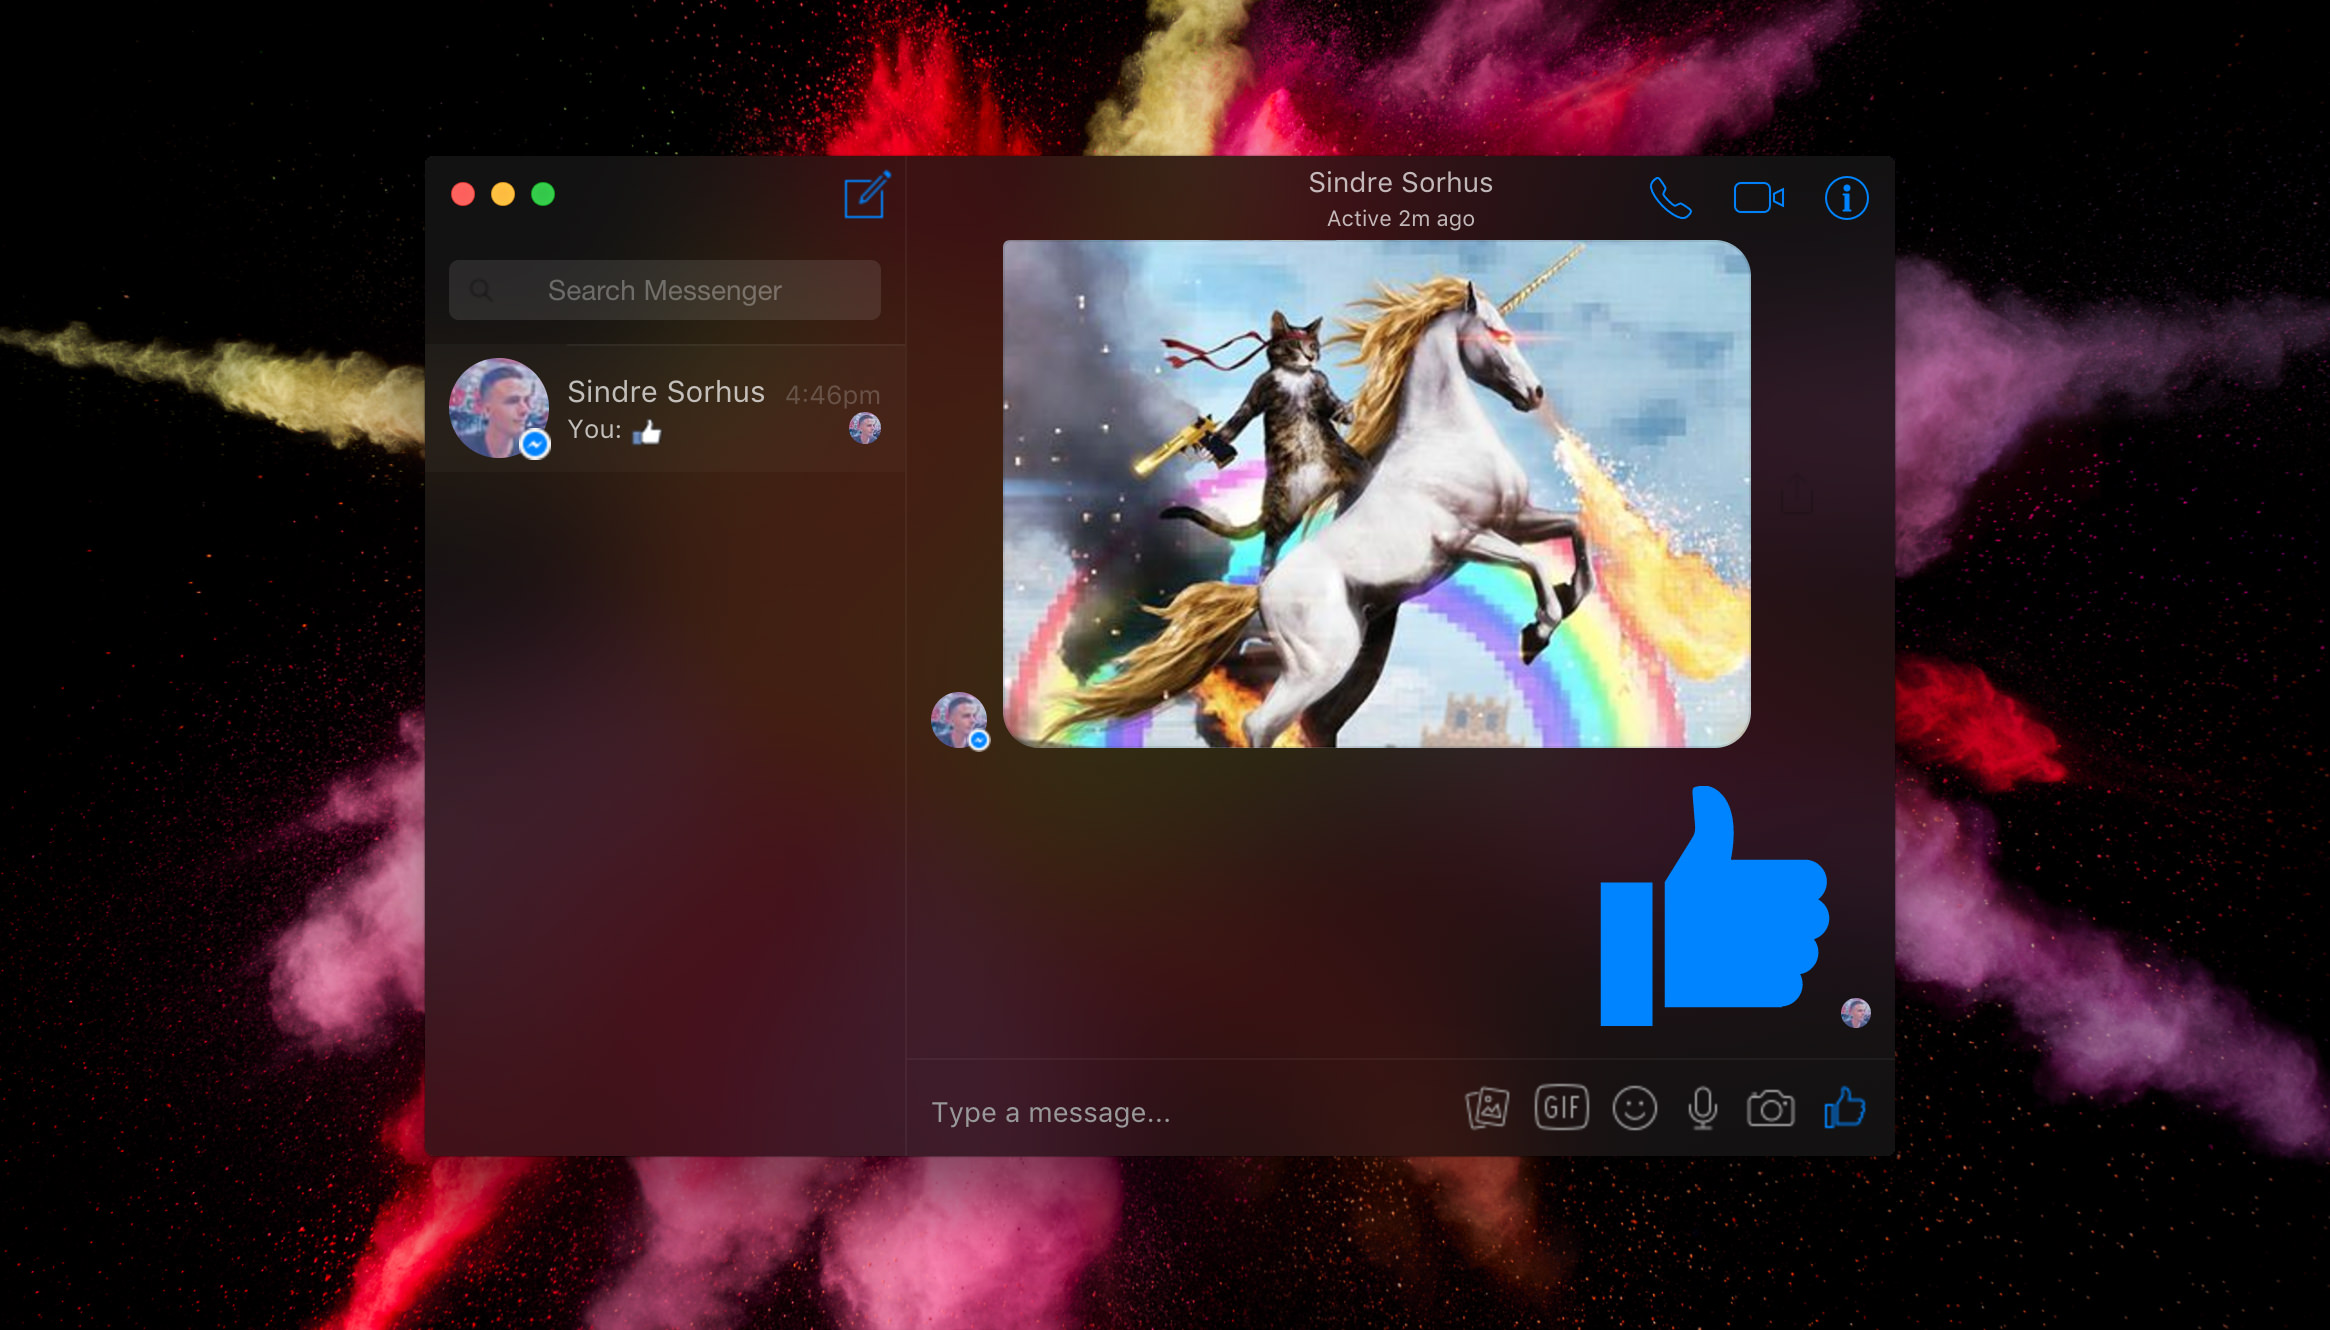 Search Messenger
Sindre Sorhus 4:46pm
You: 👍
Sindre Sorhus
Active 2m ago
Type a message...
GIF